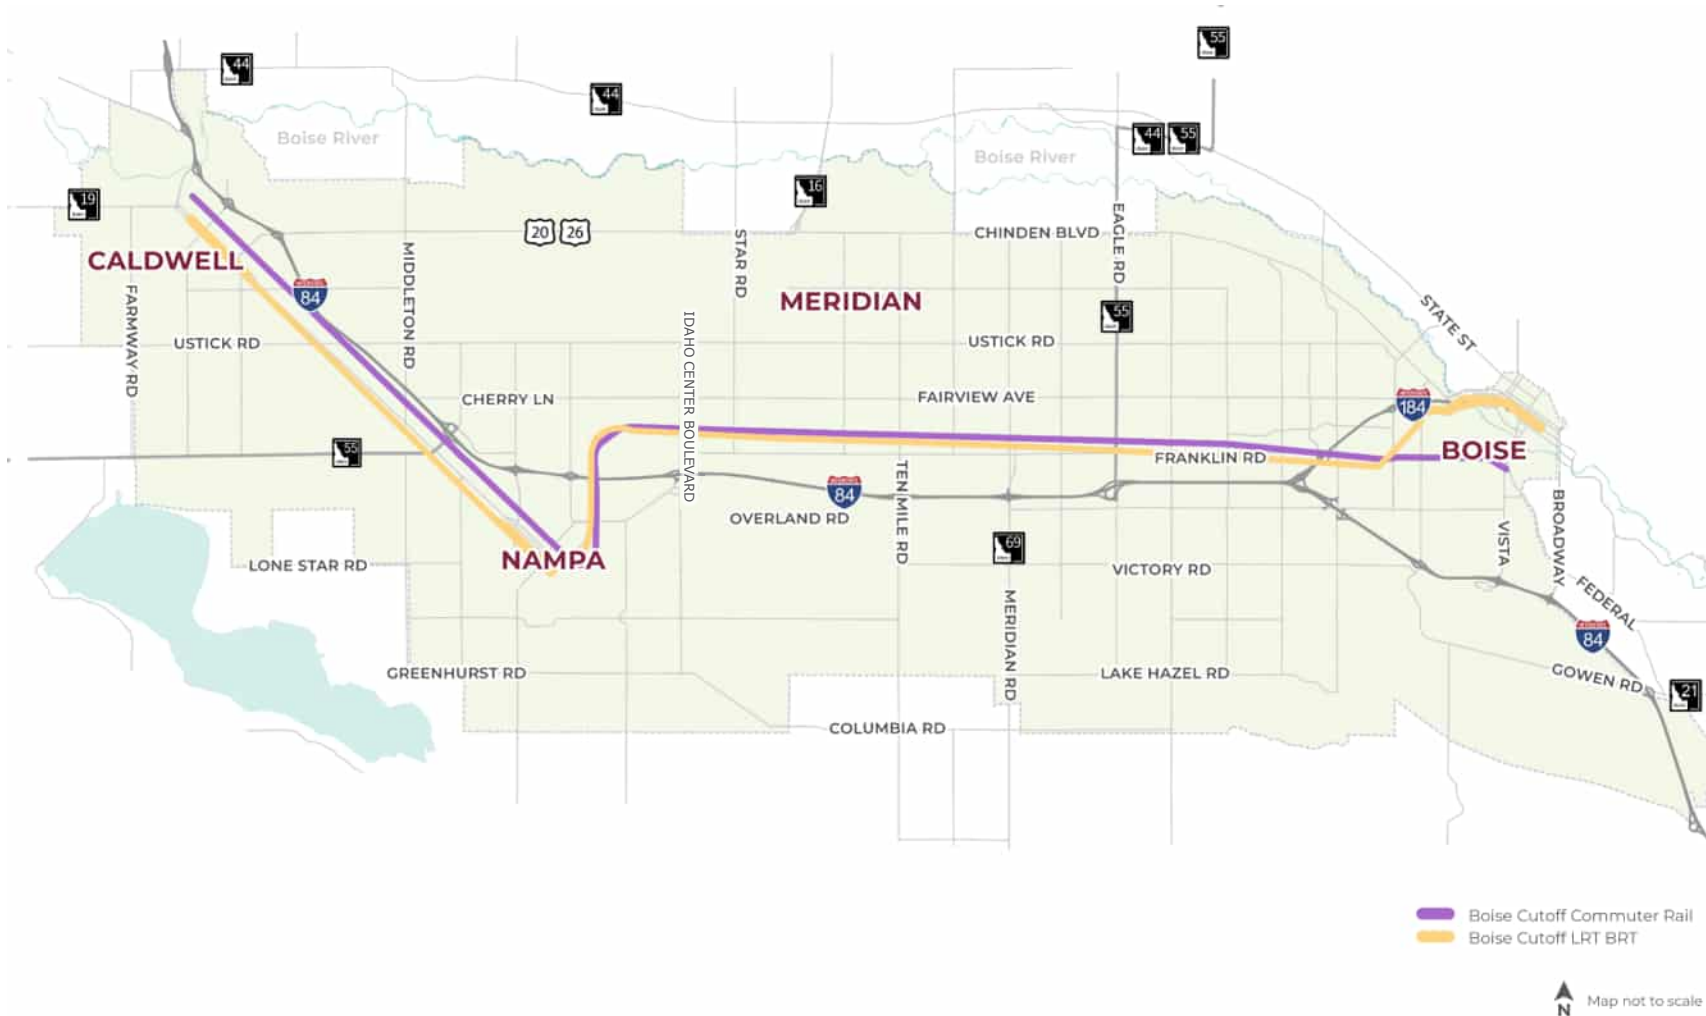 55
44
44
44
55
Boise River
Boise River
16
19
20
26
CHINDEN BLVD
EAGLE RD
STAR RD
MIDDLETON RD
CALDWELL
MERIDIAN
84
FARMWAY RD
55
STATE ST
IDAHO CENTER BOULEVARD
USTICK RD
USTICK RD
CHERRY LN
FAIRVIEW AVE
184
55
BOISE
FRANKLIN RD
TEN MILE RD
84
OVERLAND RD
BROADWAY
VISTA
NAMPA
69
LONE STAR RD
VICTORY RD
FEDERAL
84
MERIDIAN RD
GREENHURST RD
LAKE HAZEL RD
GOWEN RD
21
COLUMBIA RD
Boise Cutoff Commuter Rail
Boise Cutoff LRT BRT
N
Map not to scale